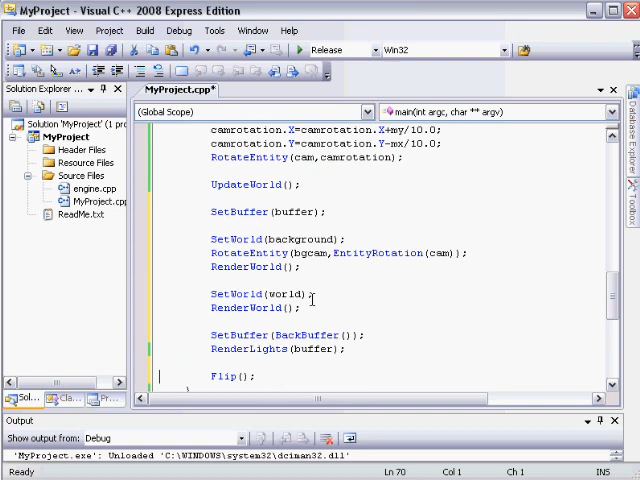 MyProject - Visual C++ 2008 Express Edition
File Edit View Project Build Debug Tools Window Help
Release Win32
Solution Explorer
MyProject.cpp*
(Global Scope) main(int argc, char ** argv)
Solution 'MyProject' (1 proj
MyProject
Header Files
Resource Files
Source Files
engine.cpp
MyProject.cpp
ReadMe.txt
camrotation.X=camrotation.X+my/10.0;
camrotation.Y=camrotation.Y-mx/10.0;
RotateEntity(cam,camrotation);
UpdateWorld();
SetBuffer(buffer);
SetWorld(background);
RotateEntity(bgcam,EntityRotation(cam));
RenderWorld();
SetWorld(world);
RenderWorld();
SetBuffer(BackBuffer());
RenderLights(buffer);
Flip();
}
Database Explorer
Toolbox
Sol... Cla... Pr...
Output
Show output from: Debug
'MyProject.exe': Unloaded 'C:\WINDOWS\system32\dciman32.dll'
Ready Ln 70 Col 1 Ch 1